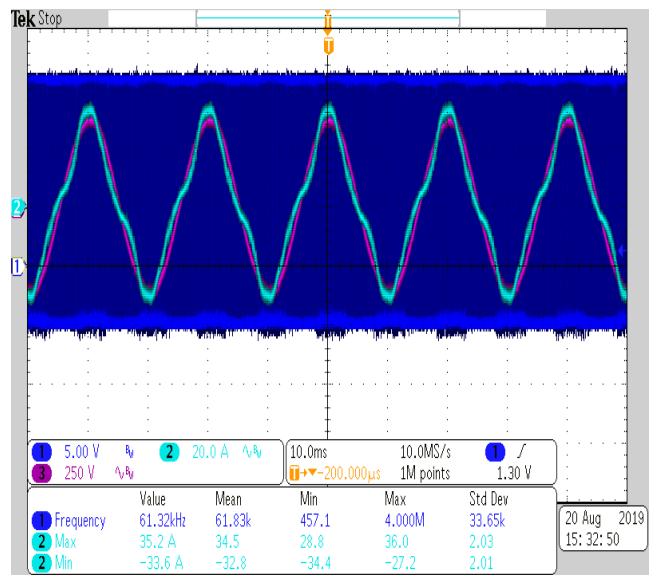 Tek Stop
T
T
2
1
1 5.00 V Bw 2 20.0 A ∿Bw
3 250 V ∿Bw
10.0ms 10.0MS/s 1 ∫
T→▼-200.000µs 1M points 1.30 V
Value Mean Min Max Std Dev
1 Frequency 61.32kHz 61.83k 457.1 4.000M 33.65k
2 Max 35.2 A 34.5 28.8 36.0 2.03
2 Min -33.6 A -32.8 -34.4 -27.2 2.01
20 Aug 2019
15:32:50